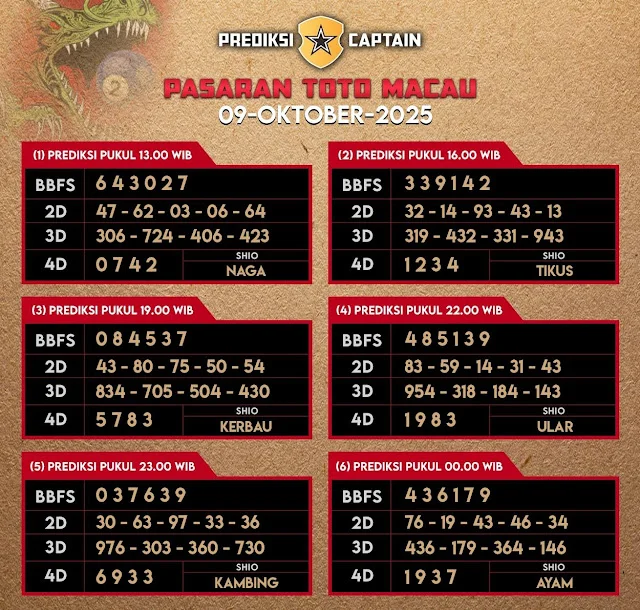 PREDIKSI CAPTAIN
PASARAN TOTO MACAU
09-OKTOBER-2025
2
(1) PREDIKSI PUKUL 13.00 WIB
BBFS 6 4 3 0 2 7
2D 47 - 62 - 03 - 06 - 64
3D 306 - 724 - 406 - 423
4D 0 7 4 2 SHIO NAGA
(2) PREDIKSI PUKUL 16.00 WIB
BBFS 3 3 9 1 4 2
2D 32 - 14 - 93 - 43 - 13
3D 319 - 432 - 331 - 943
4D 1 2 3 4 SHIO TIKUS
(3) PREDIKSI PUKUL 19.00 WIB
BBFS 0 8 4 5 3 7
2D 43 - 80 - 75 - 50 - 54
3D 834 - 705 - 504 - 430
4D 5 7 8 3 SHIO KERBAU
(4) PREDIKSI PUKUL 22.00 WIB
BBFS 4 8 5 1 3 9
2D 83 - 59 - 14 - 31 - 43
3D 954 - 318 - 184 - 143
4D 1 9 8 3 SHIO ULAR
(5) PREDIKSI PUKUL 23.00 WIB
BBFS 0 3 7 6 3 9
2D 30 - 63 - 97 - 33 - 36
3D 976 - 303 - 360 - 730
4D 6 9 3 3 SHIO KAMBING
(6) PREDIKSI PUKUL 00.00 WIB
BBFS 4 3 6 1 7 9
2D 76 - 19 - 43 - 46 - 34
3D 436 - 179 - 364 - 146
4D 1 9 3 7 SHIO AYAM